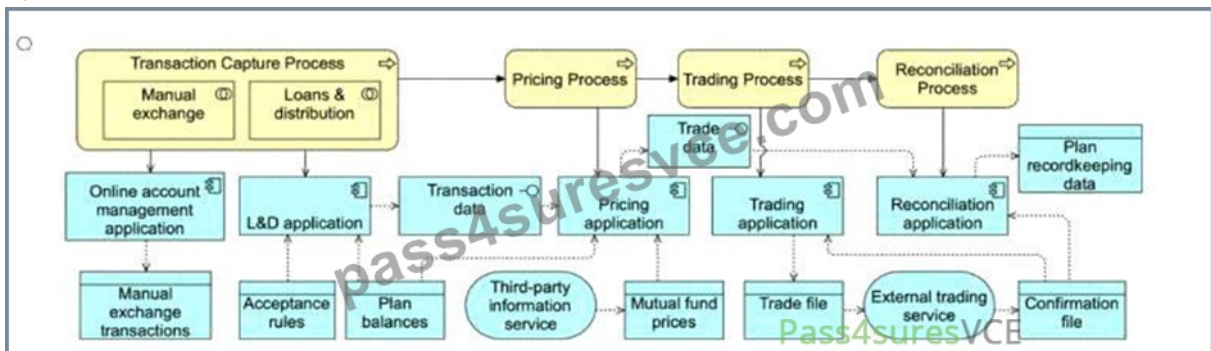 Transaction Capture Process
Manual
exchange
Loans &
distribution
Pricing Process
Trading Process
Reconciliation
Process
Trade
data
Plan
recordkeeping
data
Online account
management
application
L&D application
Transaction
data
Pricing
application
Trading
application
Reconciliation
application
Manual
exchange
transactions
Acceptance
rules
Plan
balances
Third-party
information
service
Mutual fund
prices
Trade file
External trading
service
Confirmation
file
pass4suresvce.com
Pass4suresVCE